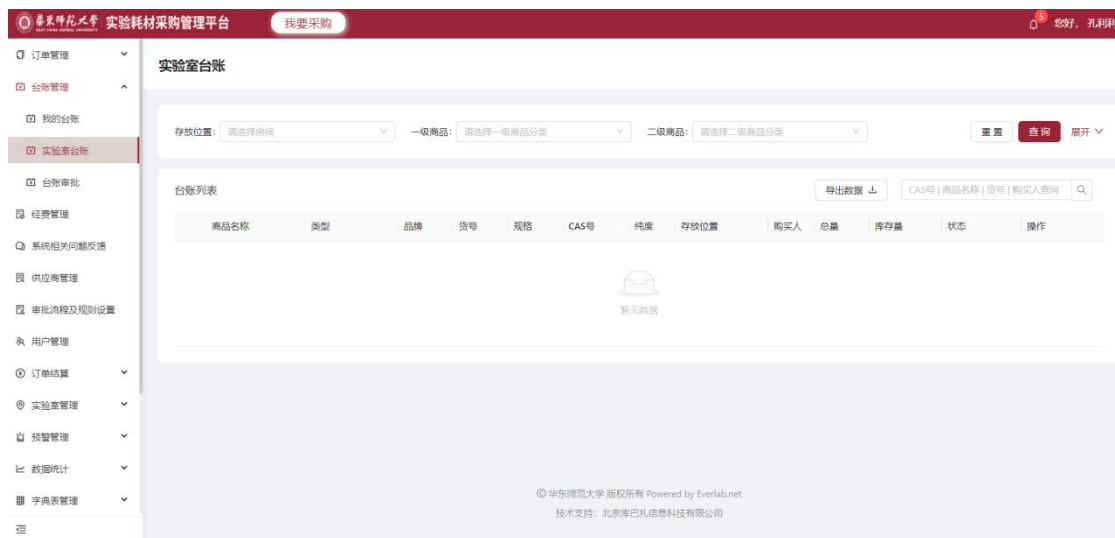 華東師範大學 实验耗材采购管理平台 我要采购 5 您好，孔利利
EAST CHINA NORMAL UNIVERSITY
订单管理
台账管理
我的台账
实验室台账
台账审批
经费管理
系统相关问题反馈
供应商管理
审批流程及规则设置
用户管理
订单结算
实验室管理
预警管理
数据统计
字典表管理
实验室台账
存放位置: 请选择房间 一级商品: 请选择一级商品分类 二级商品: 请选择二级商品分类 重置 查询 展开
台账列表 导出数据 CAS号 | 商品名称 | 货号 | 购买人查询
商品名称 类型 品牌 货号 规格 CAS号 纯度 存放位置 购买人 总量 库存量 状态 操作
暂无数据
© 华东师范大学 版权所有 Powered by Everlab.net
技术支持：北京库巴扎信息科技有限公司